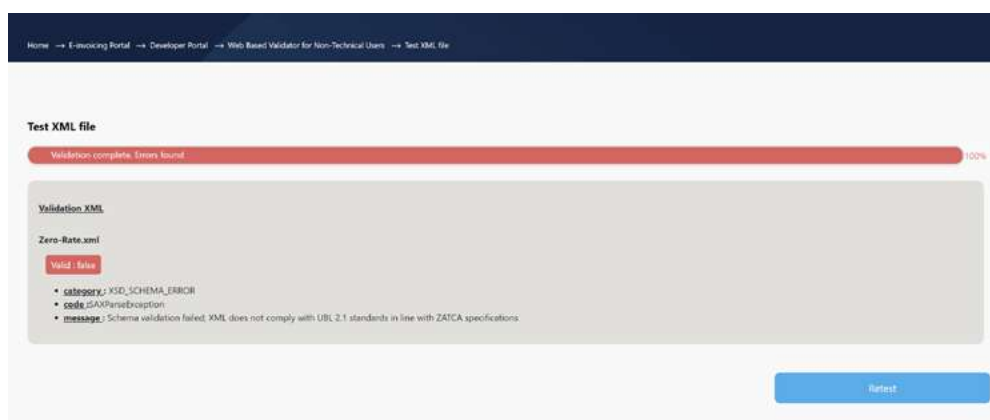 Home → E-invoicing Portal → Developer Portal → Web Based Validator for Non-Technical Users → Test XML file
Test XML file
Validation complete. Errors found
100%
Validation XML
Zero-Rate.xml
Valid : false
• category : XSD_SCHEMA_ERROR
• code :SAXParseException
• message : Schema validation failed; XML does not comply with UBL 2.1 standards in line with ZATCA specifications
Retest